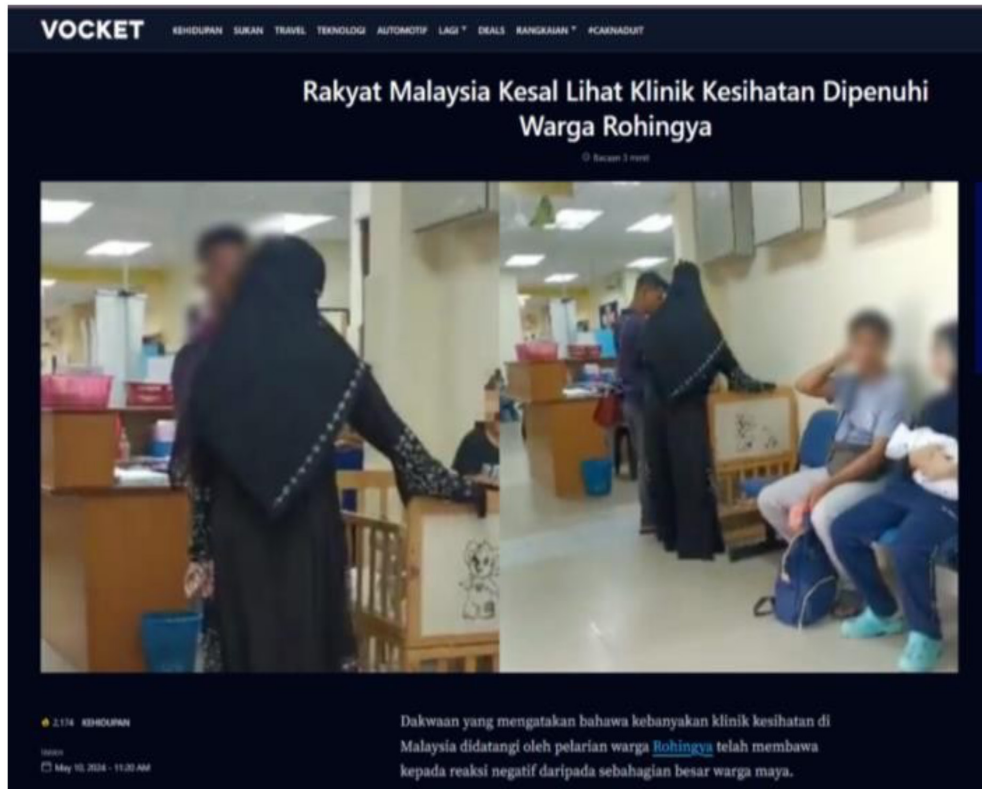 VOCKET
KEHIDUPAN SUKAN TRAVEL TEKNOLOGI AUTOMOTIF LAGI DEALS RANGKAIAN #CAKNADUIT
Rakyat Malaysia Kesal Lihat Klinik Kesihatan Dipenuhi
Warga Rohingya
Bacaan 3 minit
2,174 KEHIDUPAN
May 10, 2024 - 11:20 AM
Dakwaan yang mengatakan bahawa kebanyakan klinik kesihatan di
Malaysia didatangi oleh pelarian warga Rohingya telah membawa
kepada reaksi negatif daripada sebahagian besar warga maya.